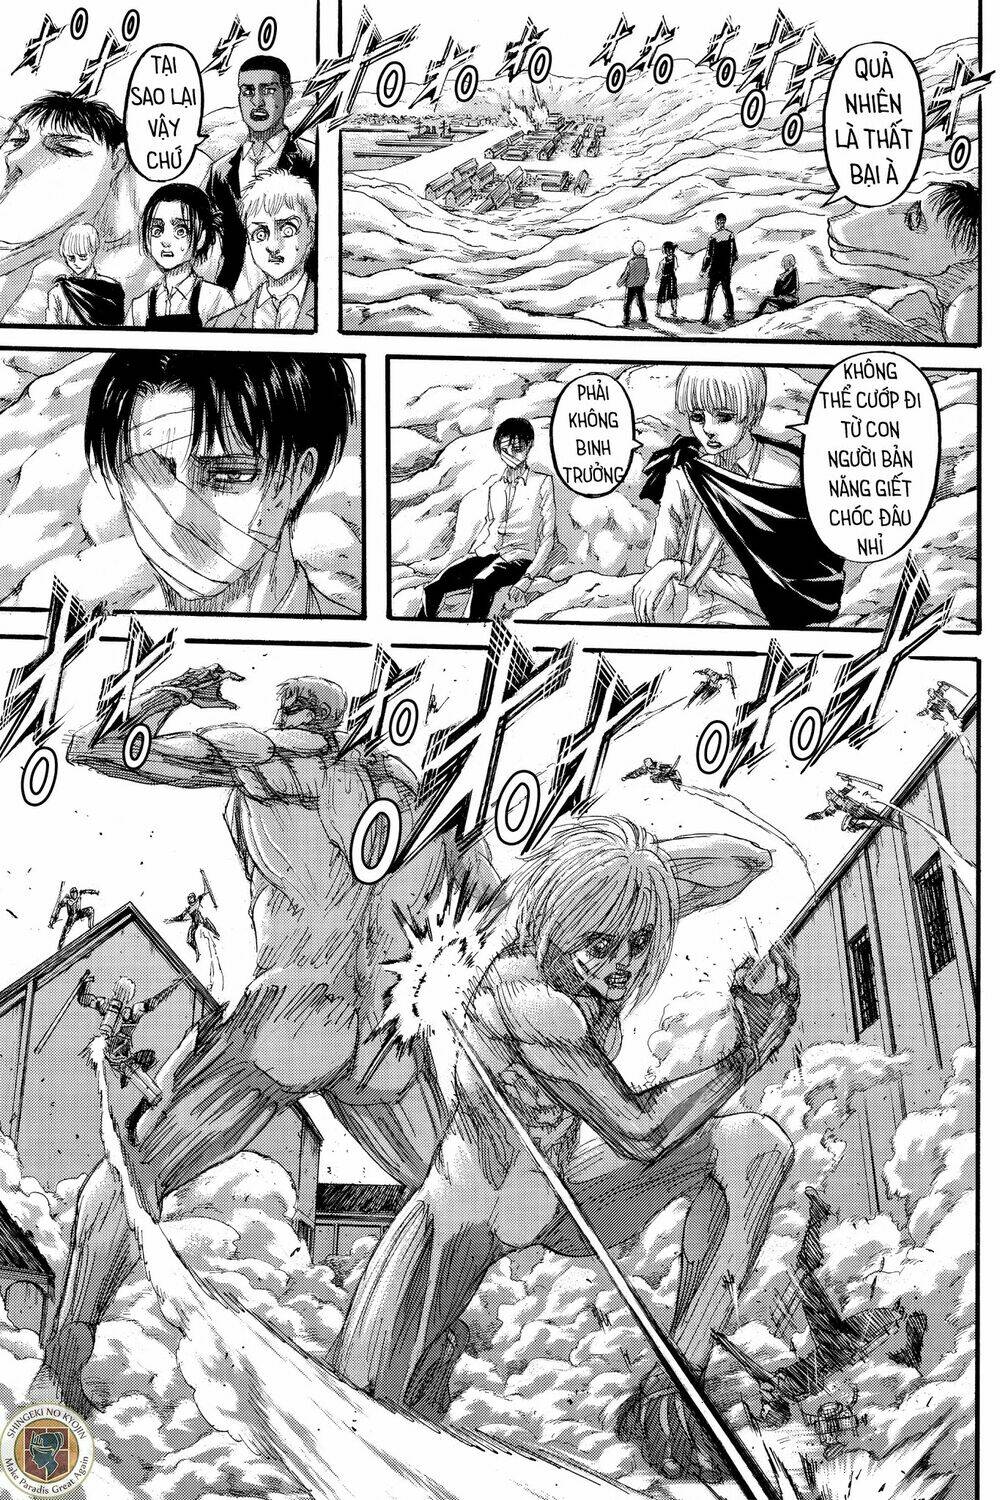 QUẢ
NHIÊN
LÀ THẤT
BẠI À
TẠI
SAO LẠI
VẬY
CHỨ
KHÔNG
THỂ CƯỚP ĐI
TỪ CON
NGƯỜI BẢN
NĂNG GIẾT
CHÓC ĐÂU
NHỈ
PHẢI
KHÔNG
BINH
TRƯỞNG
SHINGEKI NO KYOJIN
Make Paradis Great Again